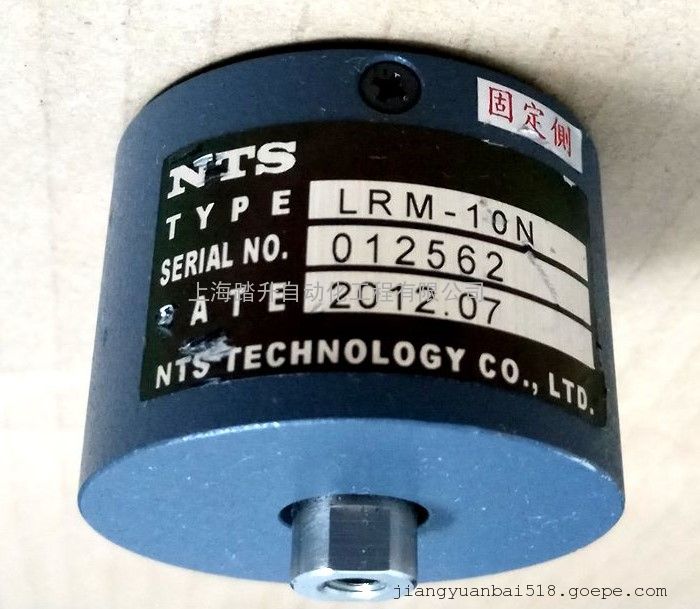 固定側
NTS
TYPE LRM-10N
SERIAL NO. 012562
DATE 2012.07
NTS TECHNOLOGY CO., LTD.
上海踏升自动化工程有限公司
jiangyuanbai518.goepe.com